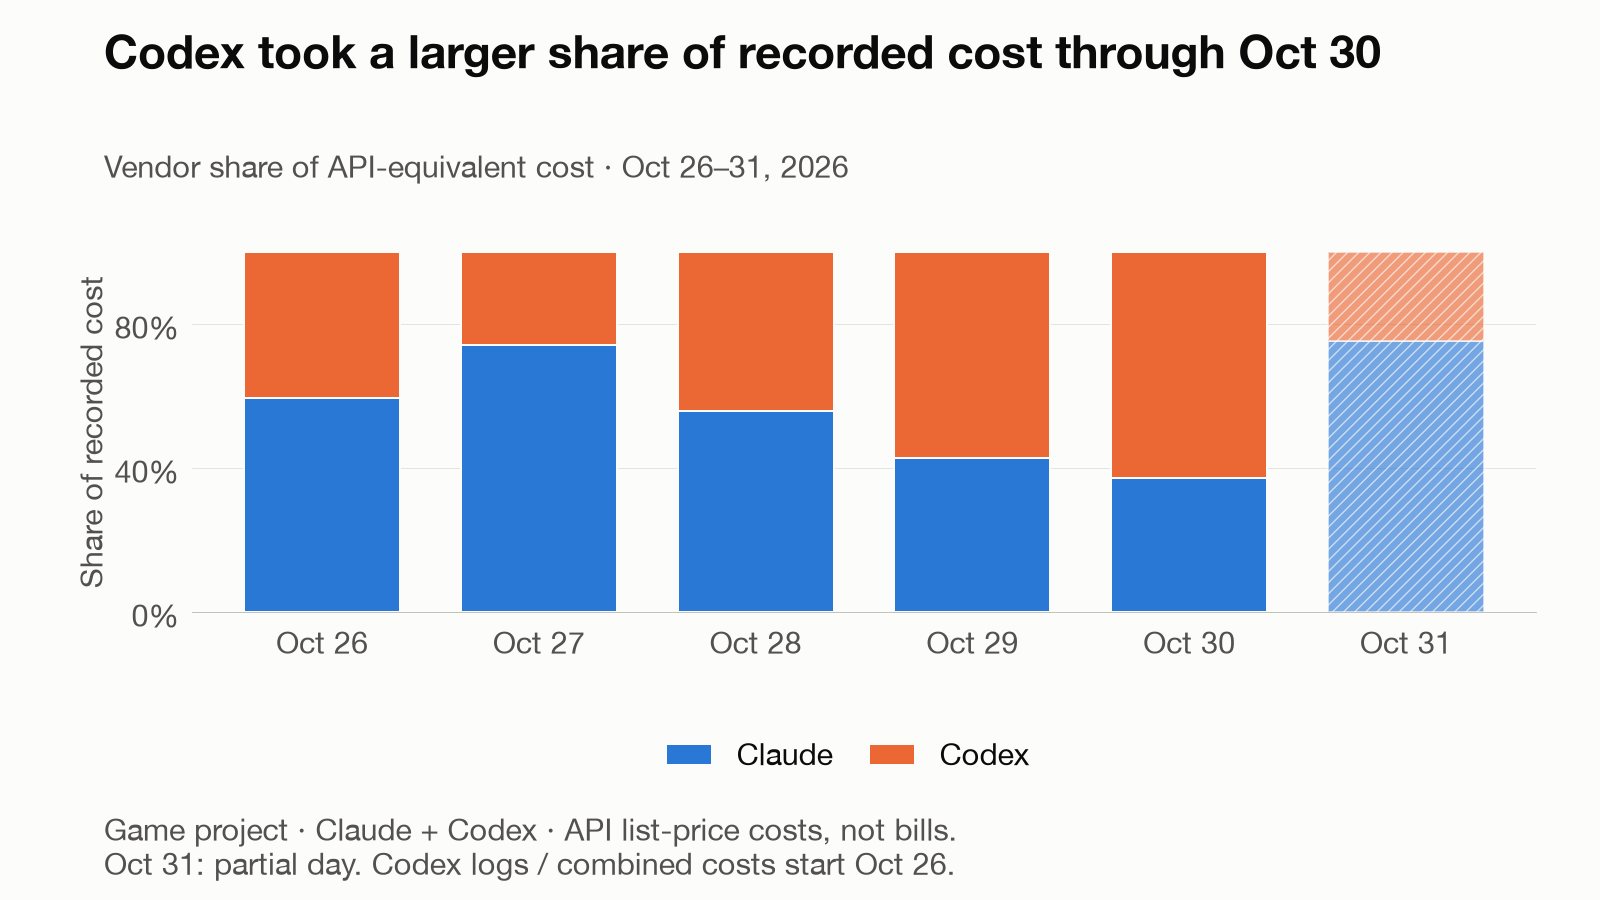 Codex took a larger share of recorded cost through Oct 30
Vendor share of API-equivalent cost · Oct 26–31, 2026
Share of recorded cost
80%
40%
0%
Oct 26
Oct 27
Oct 28
Oct 29
Oct 30
Oct 31
Claude
Codex
Game project · Claude + Codex · API list-price costs, not bills.
Oct 31: partial day. Codex logs / combined costs start Oct 26.